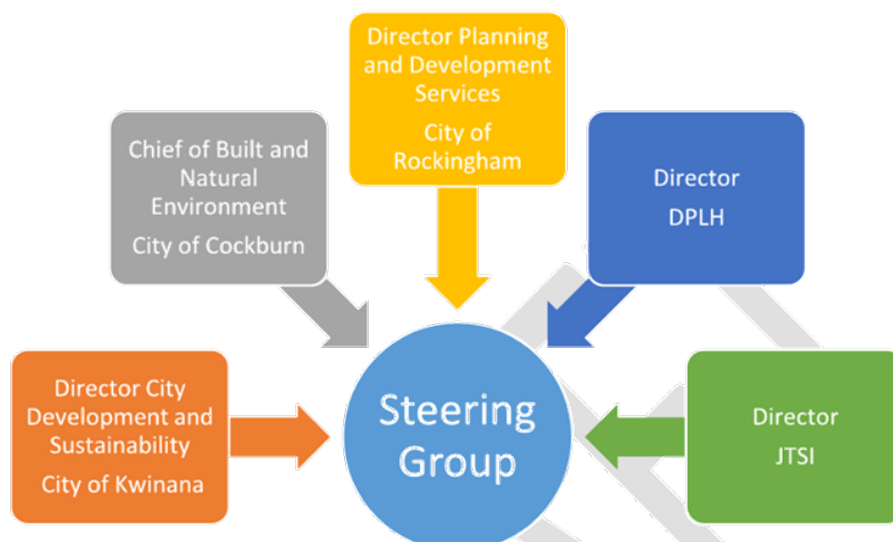 Director Planning
and Development
Services
City of
Rockingham
Chief of Built and
Natural
Environment
City of Cockburn
Director
DPLH
Director City
Development and
Sustainability
City of Kwinana
Steering
Group
Director
JTSI